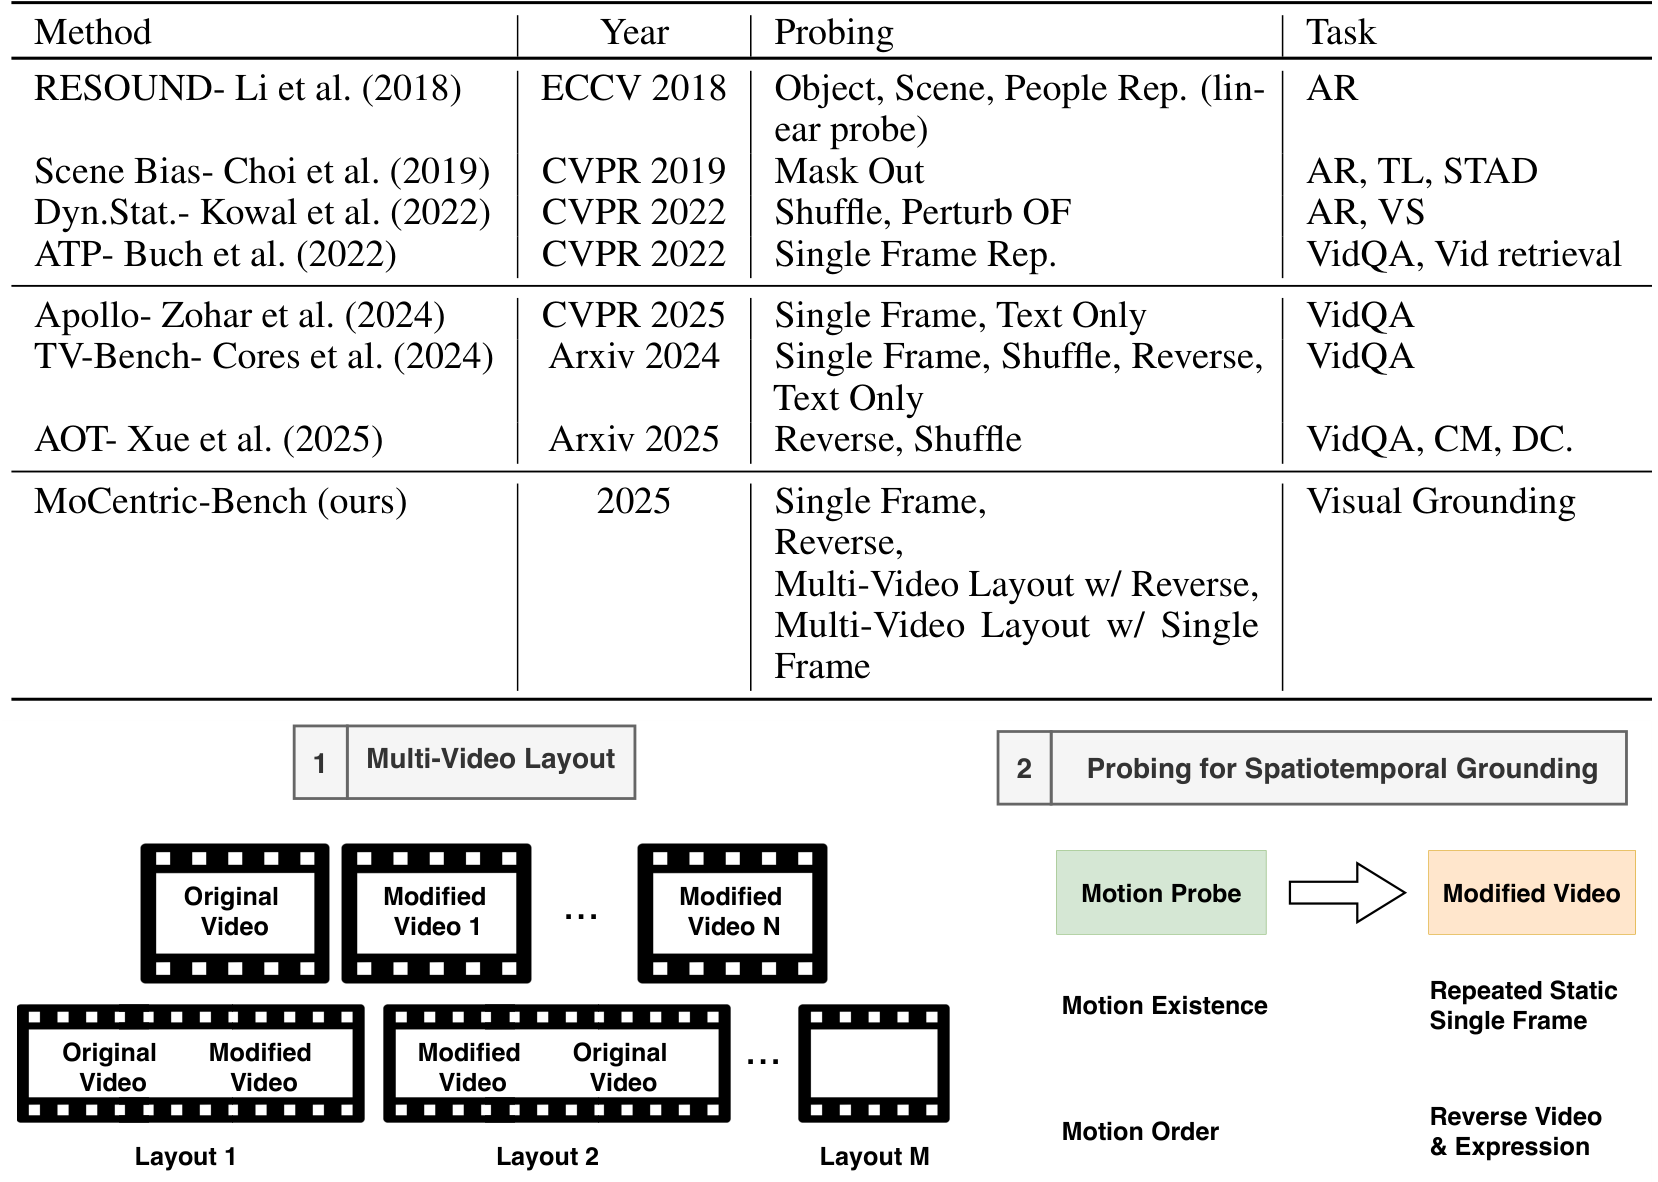 Method Year Probing Task
RESOUND- Li et al. (2018) ECCV 2018 Object, Scene, People Rep. (lin- AR
ear probe)
Scene Bias- Choi et al. (2019) CVPR 2019 Mask Out AR, TL, STAD
Dyn.Stat.- Kowal et al. (2022) CVPR 2022 Shuffle, Perturb OF AR, VS
ATP- Buch et al. (2022) CVPR 2022 Single Frame Rep. VidQA, Vid retrieval
Apollo- Zohar et al. (2024) CVPR 2025 Single Frame, Text Only VidQA
TV-Bench- Cores et al. (2024) Arxiv 2024 Single Frame, Shuffle, Reverse, VidQA
Text Only
AOT- Xue et al. (2025) Arxiv 2025 Reverse, Shuffle VidQA, CM, DC.
MoCentric-Bench (ours) 2025 Single Frame, Visual Grounding
Reverse,
Multi-Video Layout w/ Reverse,
Multi-Video Layout w/ Single
Frame
1 Multi-Video Layout
Original
Video
Modified
Video 1
...
Modified
Video N
Original
Video
Modified
Video
Modified
Video
Original
Video
...
Layout 1
Layout 2
Layout M
2 Probing for Spatiotemporal Grounding
Motion Probe
Modified Video
Motion Existence
Repeated Static
Single Frame
Motion Order
Reverse Video
& Expression